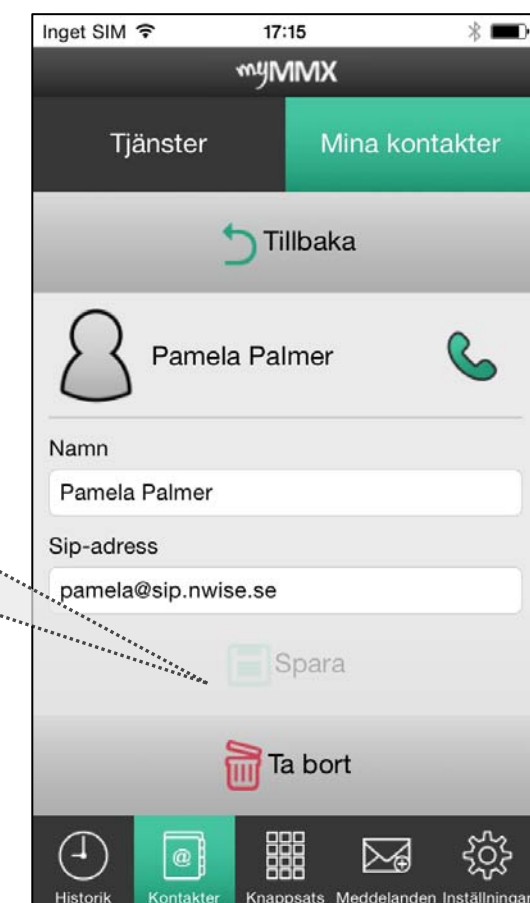 Inget SIM 17:15
myMMX
Tjänster Mina kontakter
Tillbaka
Pamela Palmer
Namn
Pamela Palmer
Sip-adress
pamela@sip.nwise.se
Spara
Ta bort
Historik Kontakter Knappsats Meddelanden Inställningar